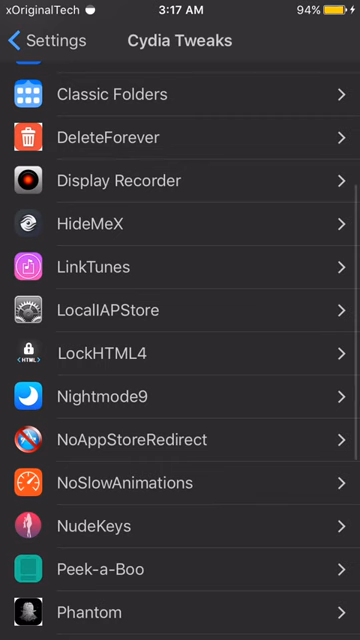 xOriginalTech 3:17 AM 94%
Settings Cydia Tweaks
Classic Folders
DeleteForever
Display Recorder
HideMeX
LinkTunes
LocalIAPStore
LockHTML4
<HTML>
Nightmode9
NoAppStoreRedirect
NoSlowAnimations
NudeKeys
Peek-a-Boo
Phantom